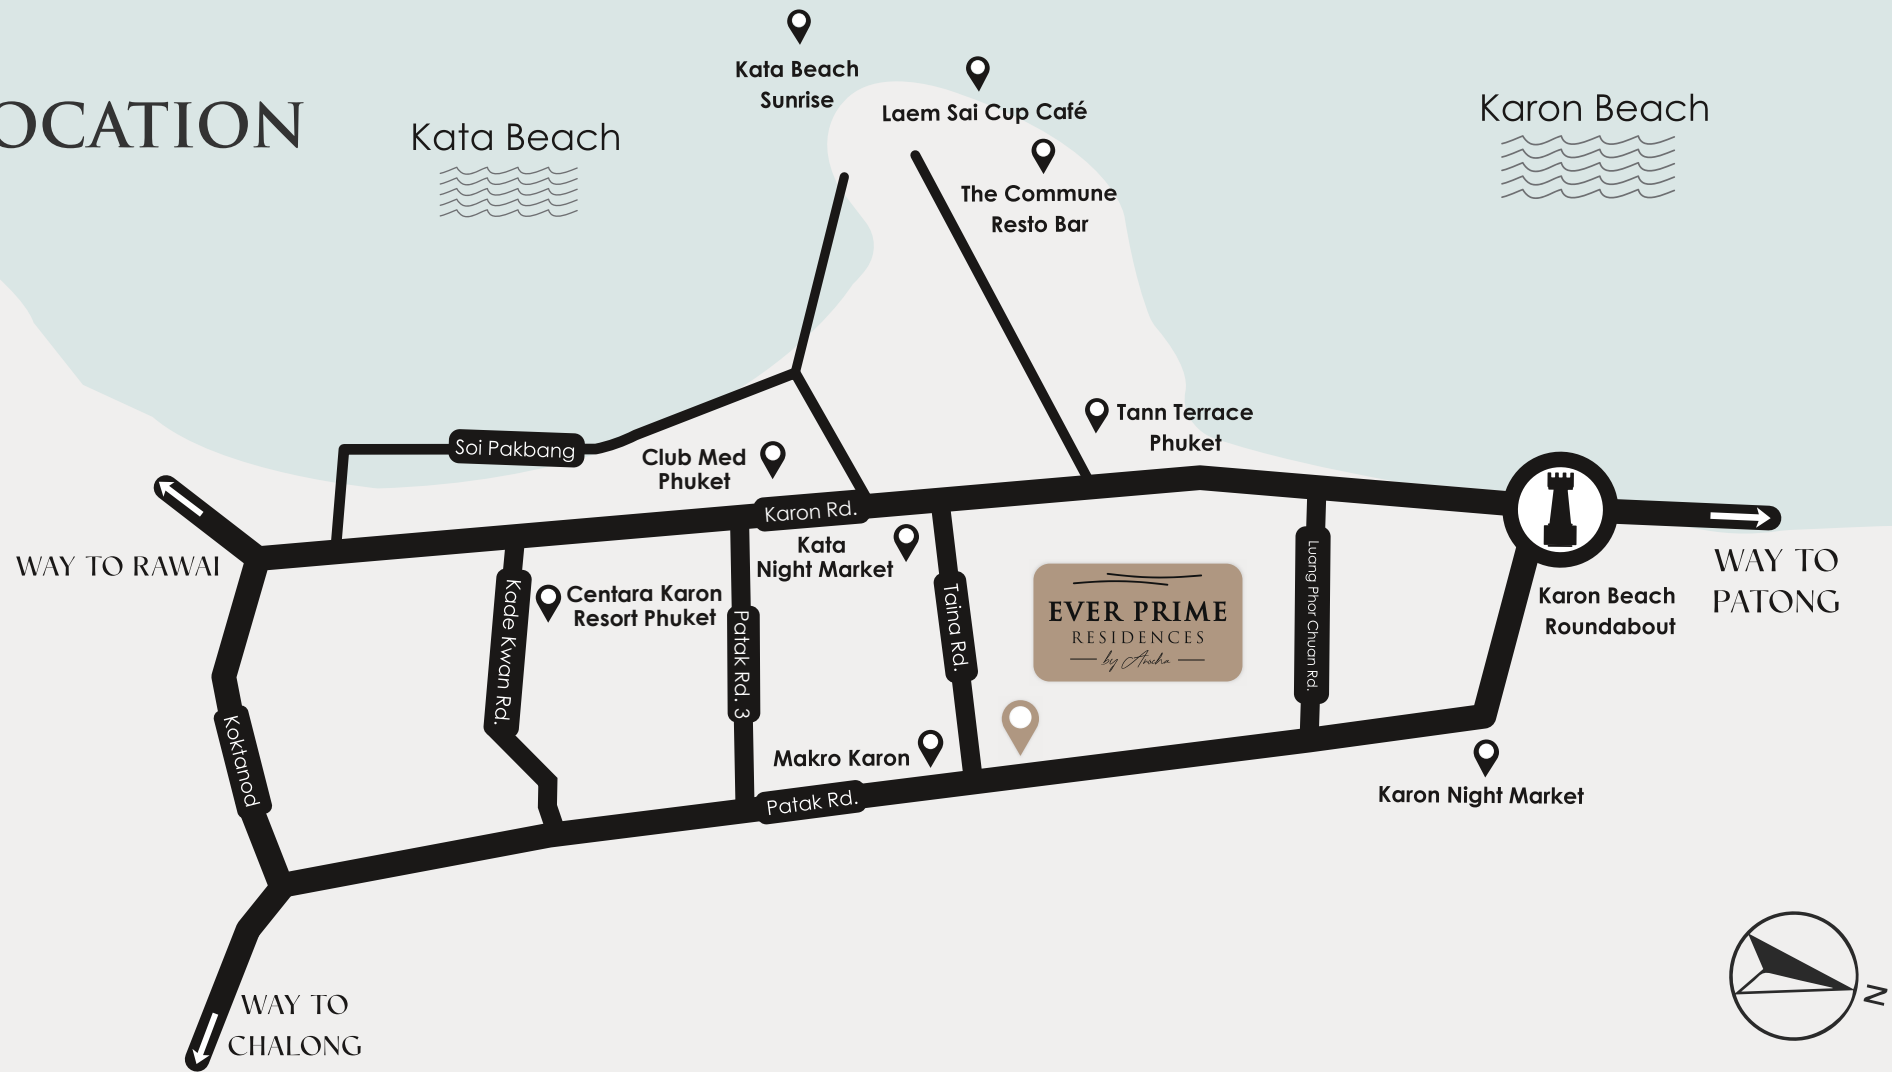 OCATION
Kata Beach
Kata Beach
Sunrise
Laem Sai Cup Café
The Commune
Resto Bar
Karon Beach
Soi Pakbang
Club Med
Phuket
Tann Terrace
Phuket
Karon Rd.
WAY TO RAWAI
Kata
Night Market
Centara Karon
Resort Phuket
Kade Kwan Rd.
Patak Rd. 3
Taina Rd.
EVER PRIME
RESIDENCES
by Arocha
Luang Phor Chuan Rd.
Karon Beach
Roundabout
WAY TO
PATONG
Koktanod
Makro Karon
Patak Rd.
Karon Night Market
WAY TO
CHALONG
N